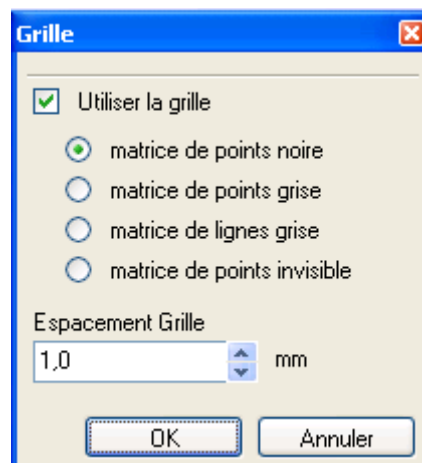 Grille
Utiliser la grille
matrice de points noire
matrice de points grise
matrice de lignes grise
matrice de points invisible
Espacement Grille
1,0 mm
OK Annuler